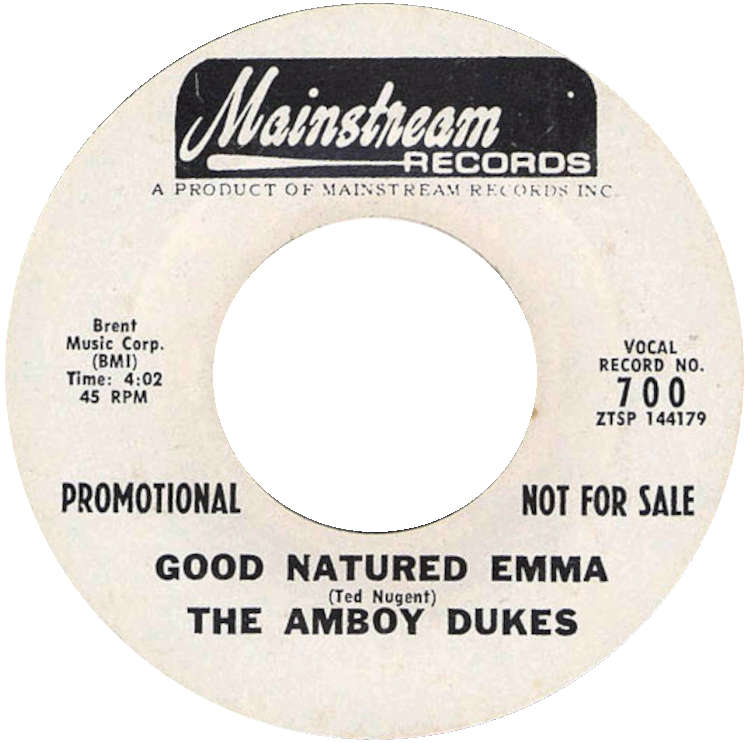 Mainstream
RECORDS
A PRODUCT OF MAINSTREAM RECORDS INC.
Brent
Music Corp.
(BMI)
Time: 4:02
45 RPM
VOCAL
RECORD NO.
700
ZTSP 144179
PROMOTIONAL
NOT FOR SALE
GOOD NATURED EMMA
(Ted Nugent)
THE AMBOY DUKES